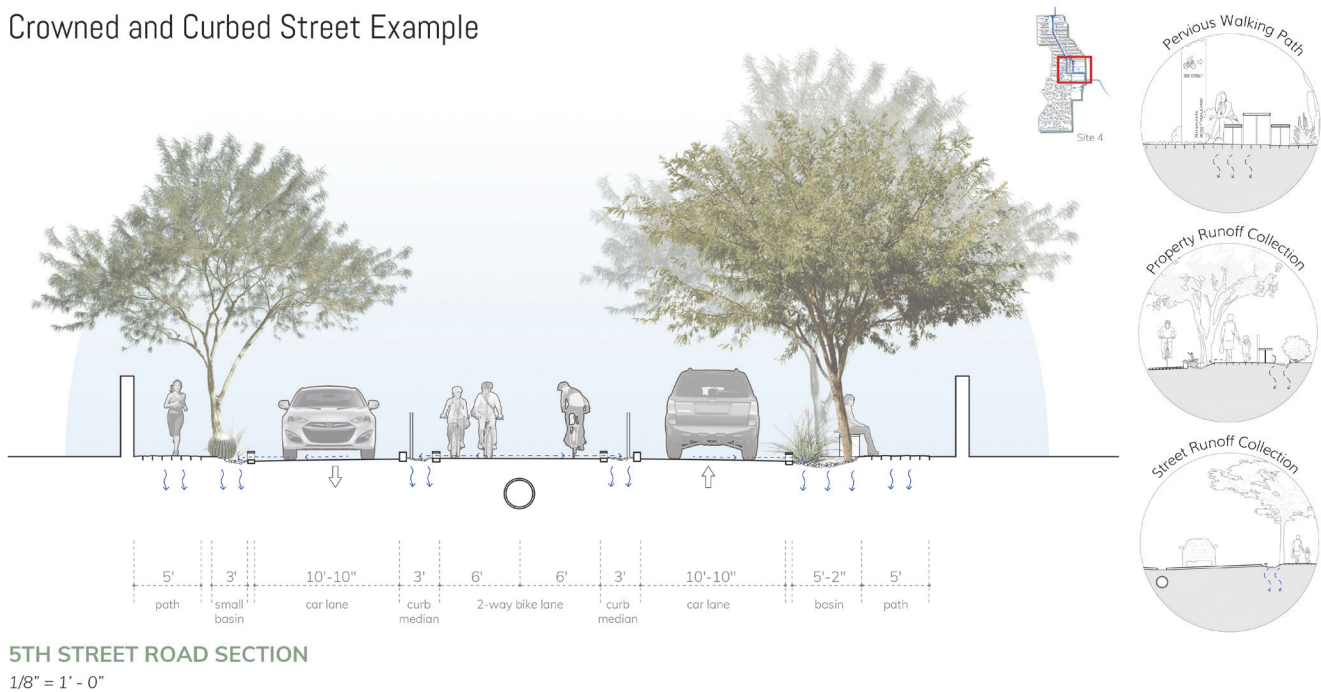 Crowned and Curbed Street Example
Site 4
Pervious Walking Path
Property Runoff Collection
Street Runoff Collection
5' 3' 10'-10" 3' 6' 6' 3' 10'-10" 5'-2" 5'
path small basin car lane curb median 2-way bike lane curb median car lane basin path
5TH STREET ROAD SECTION
1/8" = 1' - 0"